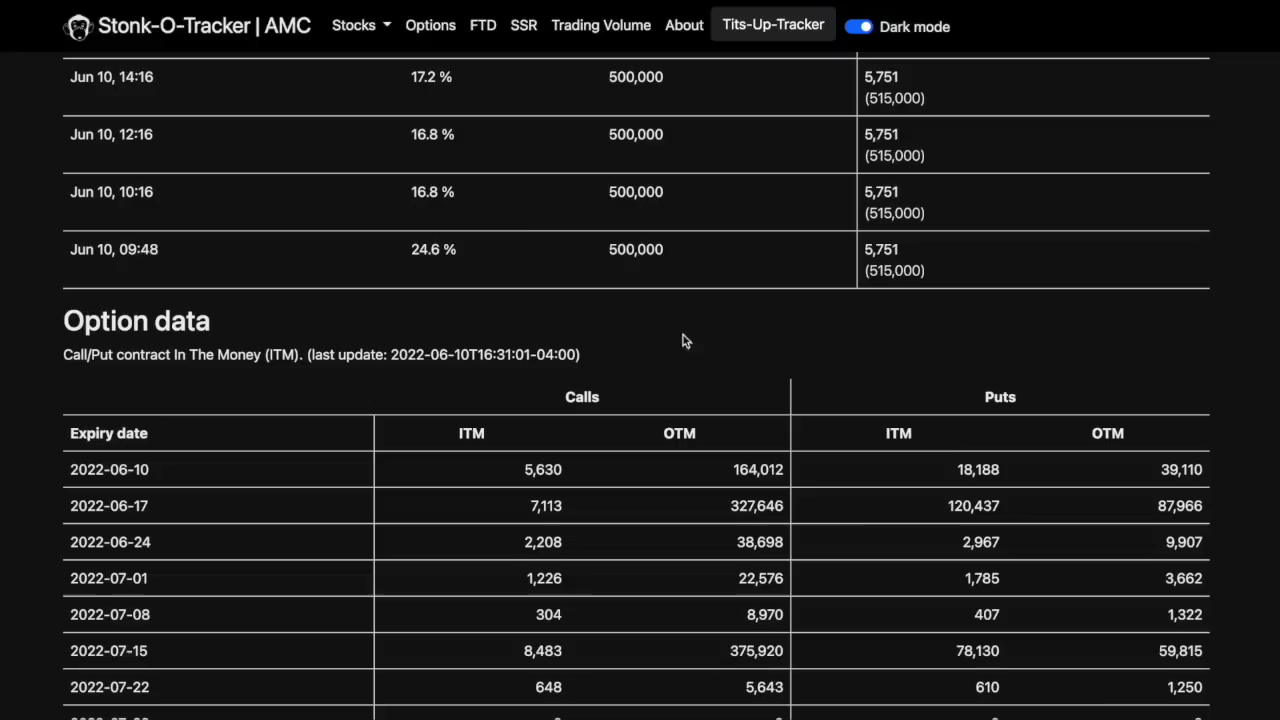 Stonk-O-Tracker | AMC Stocks Options FTD SSR Trading Volume About Tits-Up-Tracker Dark mode
Jun 10, 14:16 17.2 % 500,000 5,751
(515,000)
Jun 10, 12:16 16.8 % 500,000 5,751
(515,000)
Jun 10, 10:16 16.8 % 500,000 5,751
(515,000)
Jun 10, 09:48 24.6 % 500,000 5,751
(515,000)
Option data
Call/Put contract In The Money (ITM). (last update: 2022-06-10T16:31:01-04:00)
Calls Puts
Expiry date ITM OTM ITM OTM
2022-06-10 5,630 164,012 18,188 39,110
2022-06-17 7,113 327,646 120,437 87,966
2022-06-24 2,208 38,698 2,967 9,907
2022-07-01 1,226 22,576 1,785 3,662
2022-07-08 304 8,970 407 1,322
2022-07-15 8,483 375,920 78,130 59,815
2022-07-22 648 5,643 610 1,250